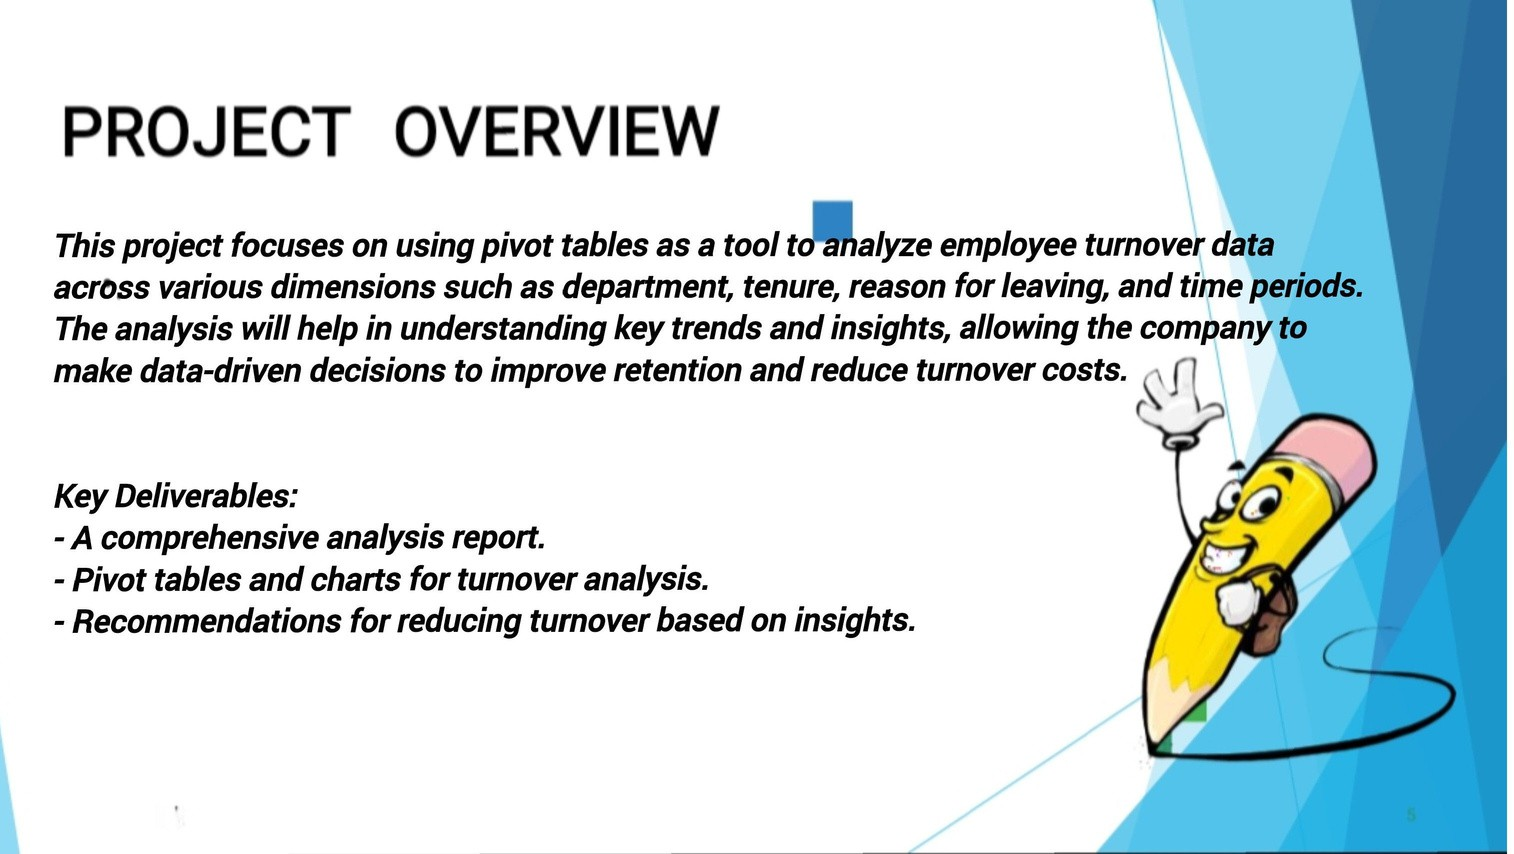 PROJECT OVERVIEW
This project focuses on using pivot tables as a tool to analyze employee turnover data
across various dimensions such as department, tenure, reason for leaving, and time periods.
The analysis will help in understanding key trends and insights, allowing the company to
make data-driven decisions to improve retention and reduce turnover costs.
Key Deliverables:
- A comprehensive analysis report.
- Pivot tables and charts for turnover analysis.
- Recommendations for reducing turnover based on insights.
5